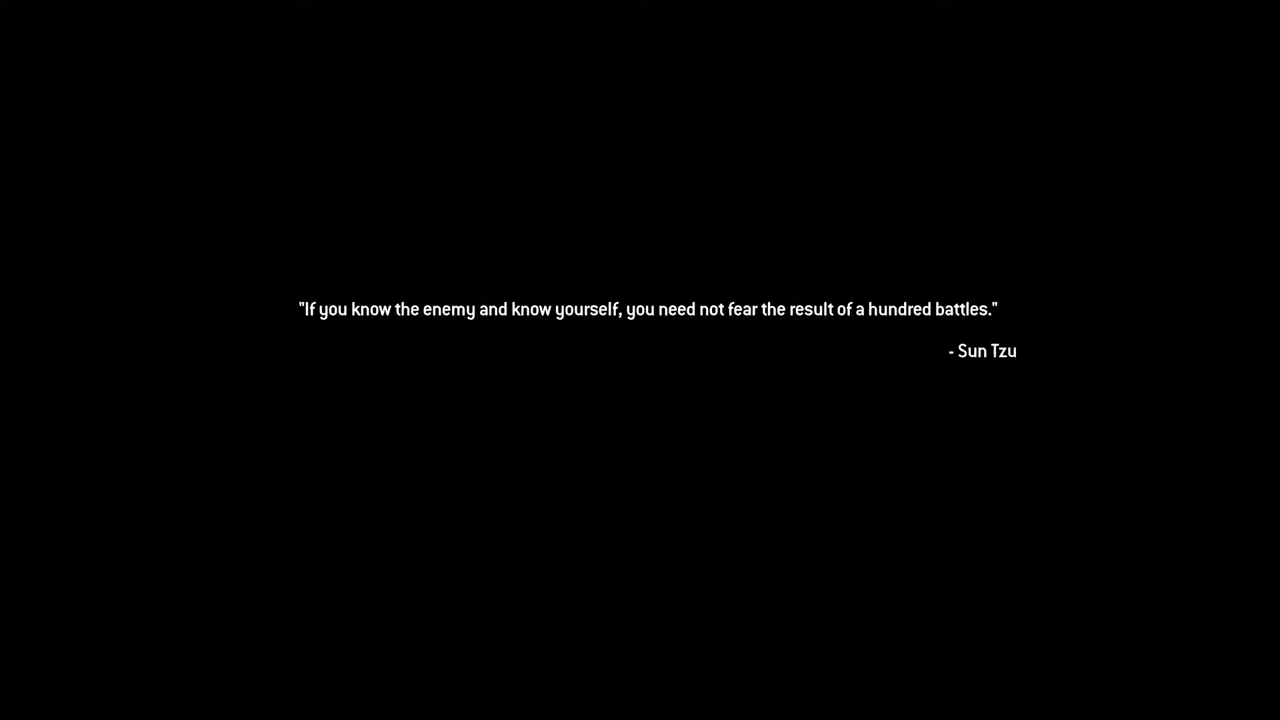 "If you know the enemy and know yourself, you need not fear the result of a hundred battles."
- Sun Tzu